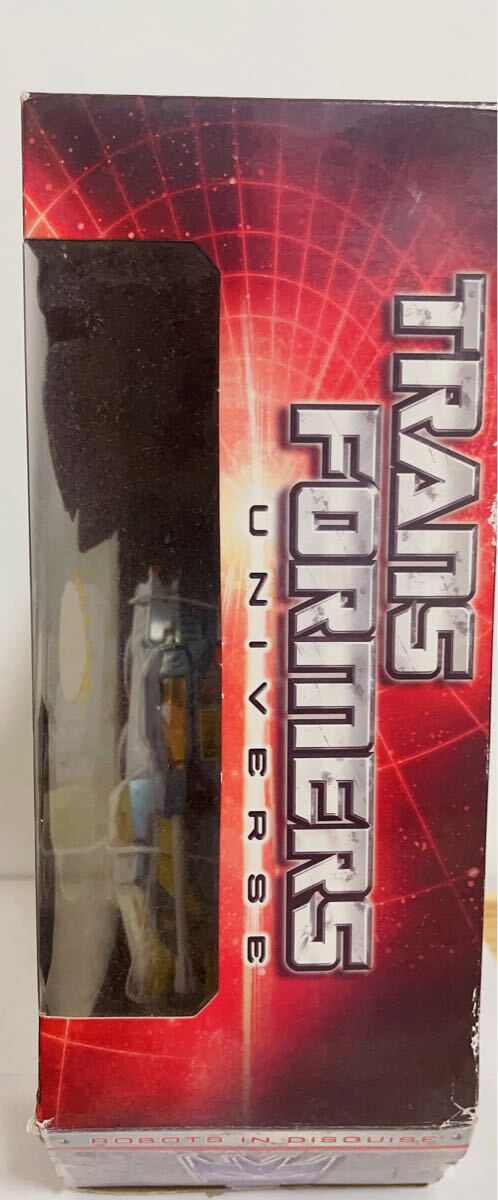 TRANS
FORMERS
UNIVERSE®
ROBOTS IN DISGUISE